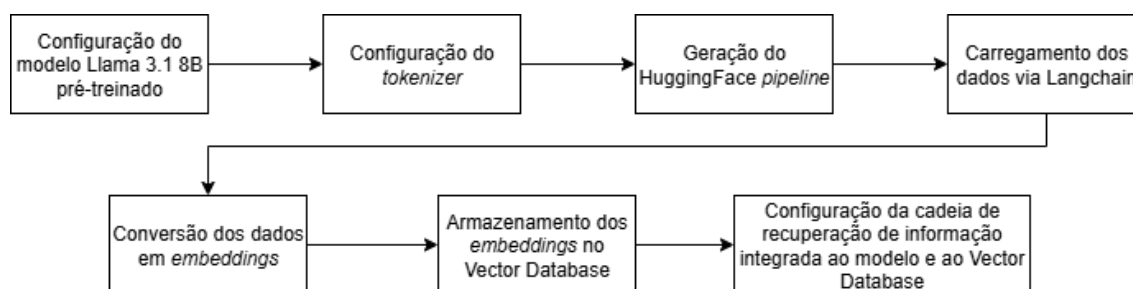 Configuração do
modelo Llama 3.1 8B
pré-treinado
Configuração do
tokenizer
Geração do
HuggingFace pipeline
Carregamento dos
dados via Langchain
Conversão dos dados
em embeddings
Armazenamento dos
embeddings no
Vector Database
Configuração da cadeia de
recuperação de informação
integrada ao modelo e ao Vector
Database